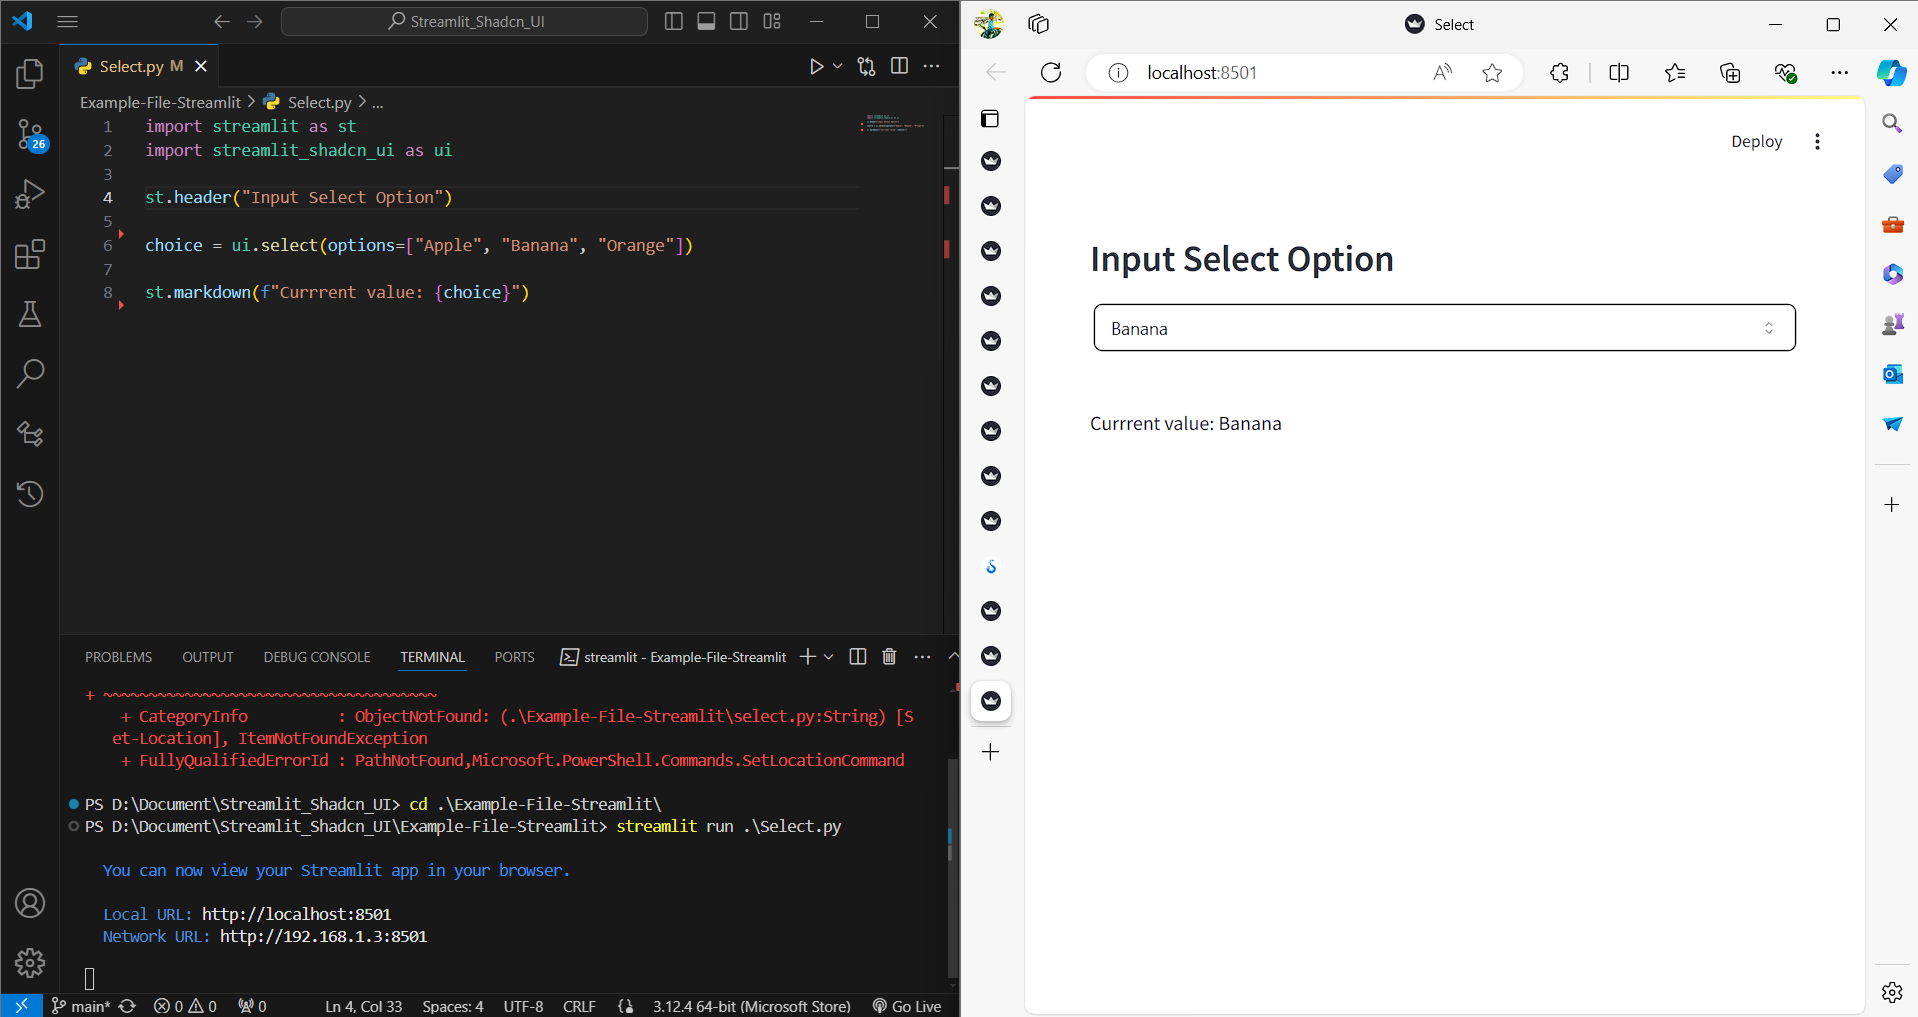 Streamlit_Shadcn_UI
Select.py M
Example-File-Streamlit > Select.py > ...
1 import streamlit as st
2 import streamlit_shadcn_ui as ui
3
4 st.header("Input Select Option")
5
6 choice = ui.select(options=["Apple", "Banana", "Orange"])
7
8 st.markdown(f"Currrent value: {choice}")
PROBLEMS OUTPUT DEBUG CONSOLE TERMINAL PORTS streamlit - Example-File-Streamlit
+ ~~~~~~~~~~~~~~~~~~~~~~~~~~~~~~~~~~~~~
+ CategoryInfo : ObjectNotFound: (.\Example-File-Streamlit\select.py:String) [S
et-Location], ItemNotFoundException
+ FullyQualifiedErrorId : PathNotFound,Microsoft.PowerShell.Commands.SetLocationCommand
PS D:\Document\Streamlit_Shadcn_UI> cd .\Example-File-Streamlit\
PS D:\Document\Streamlit_Shadcn_UI\Example-File-Streamlit> streamlit run .\Select.py
You can now view your Streamlit app in your browser.
Local URL: http://localhost:8501
Network URL: http://192.168.1.3:8501
26
main* 0 0 0 Ln 4, Col 33 Spaces: 4 UTF-8 CRLF 3.12.4 64-bit (Microsoft Store) Go Live
Select
localhost:8501
Deploy
Input Select Option
Banana
Currrent value: Banana